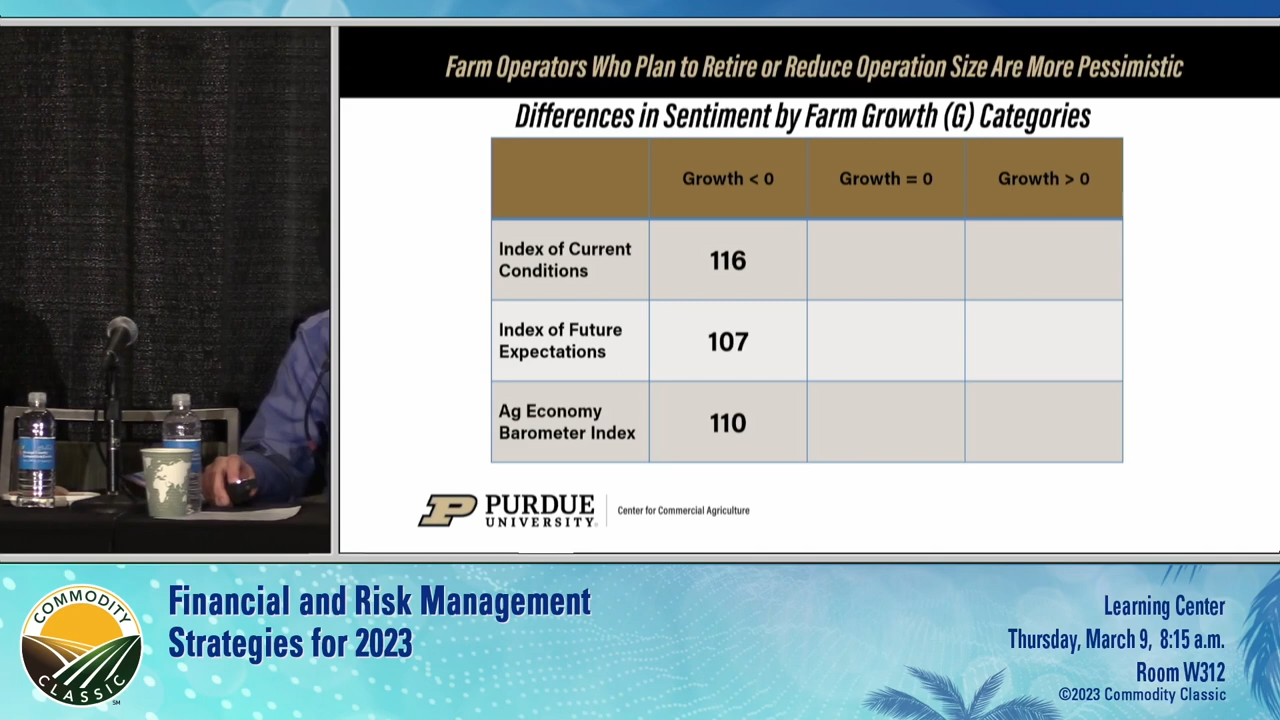 Farm Operators Who Plan to Retire or Reduce Operation Size Are More Pessimistic
Differences in Sentiment by Farm Growth (G) Categories
Growth < 0
Growth = 0
Growth > 0
Index of Current
Conditions
116
Index of Future
Expectations
107
Ag Economy
Barometer Index
110
P PURDUE
UNIVERSITY
Center for Commercial Agriculture
COMMODITY
CLASSIC
SM
Financial and Risk Management
Strategies for 2023
Learning Center
Thursday, March 9, 8:15 a.m.
Room W312
©2023 Commodity Classic